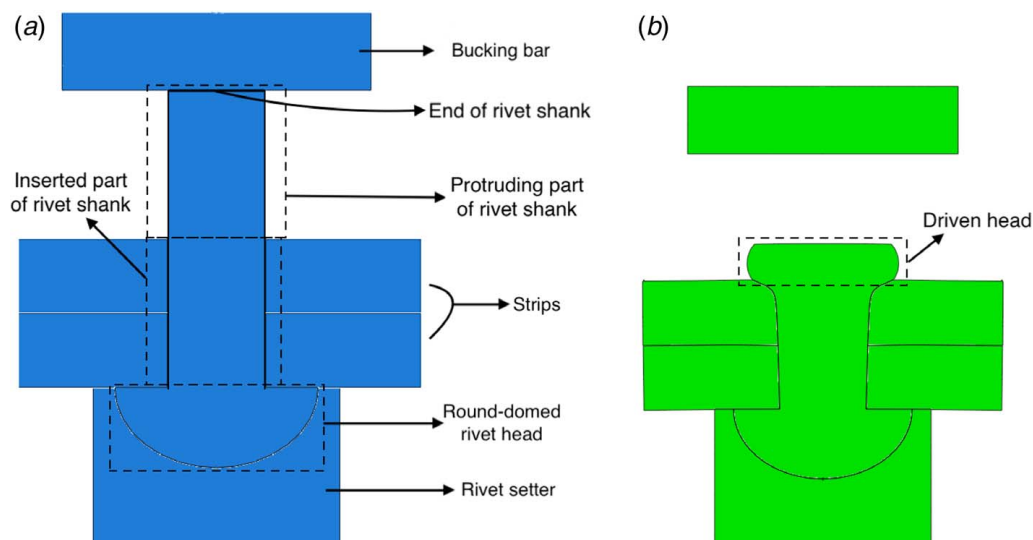 (a)
Bucking bar
End of rivet shank
Inserted part
of rivet shank
Protruding part
of rivet shank
Strips
Round-domed
rivet head
Rivet setter
(b)
Driven head